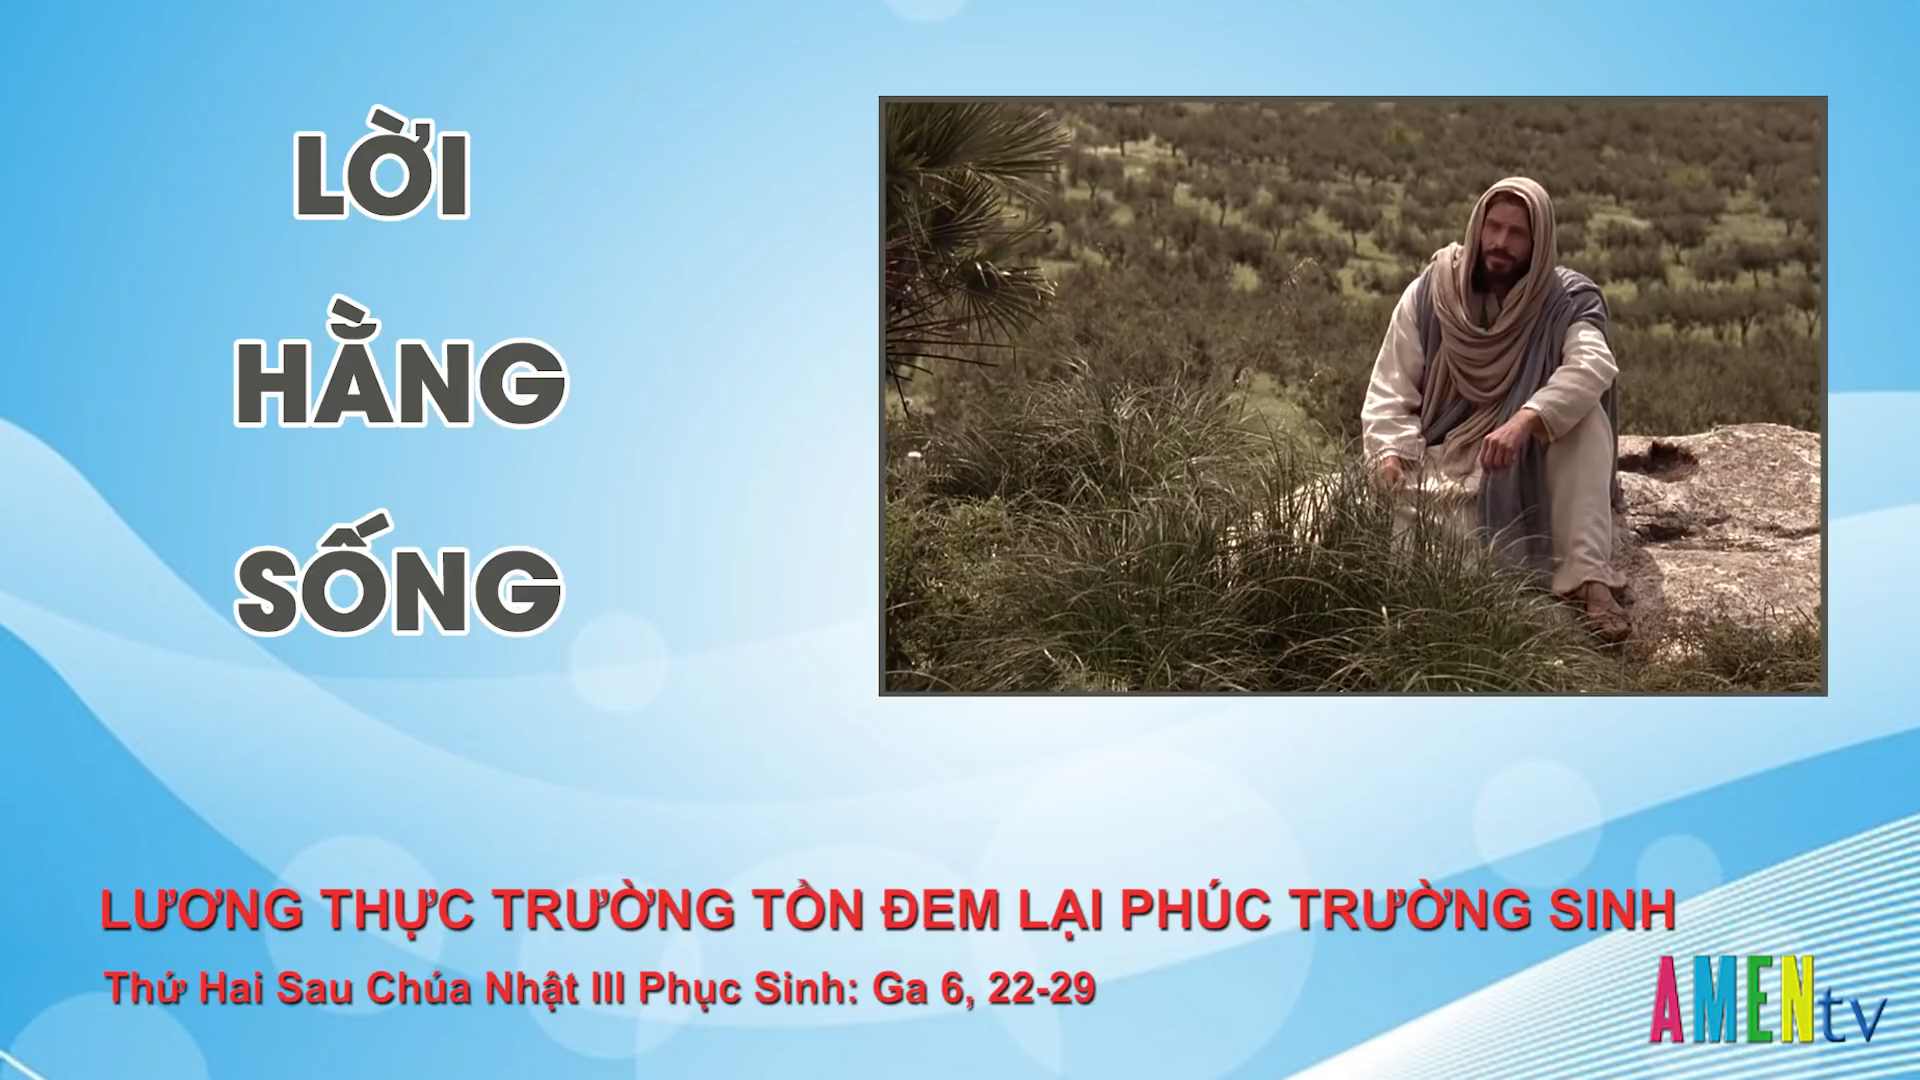 LỜI
HẰNG
SỐNG
LƯƠNG THỰC TRƯỜNG TỒN ĐEM LẠI PHÚC TRƯỜNG SINH
Thứ Hai Sau Chúa Nhật III Phục Sinh: Ga 6, 22-29
AMENtv